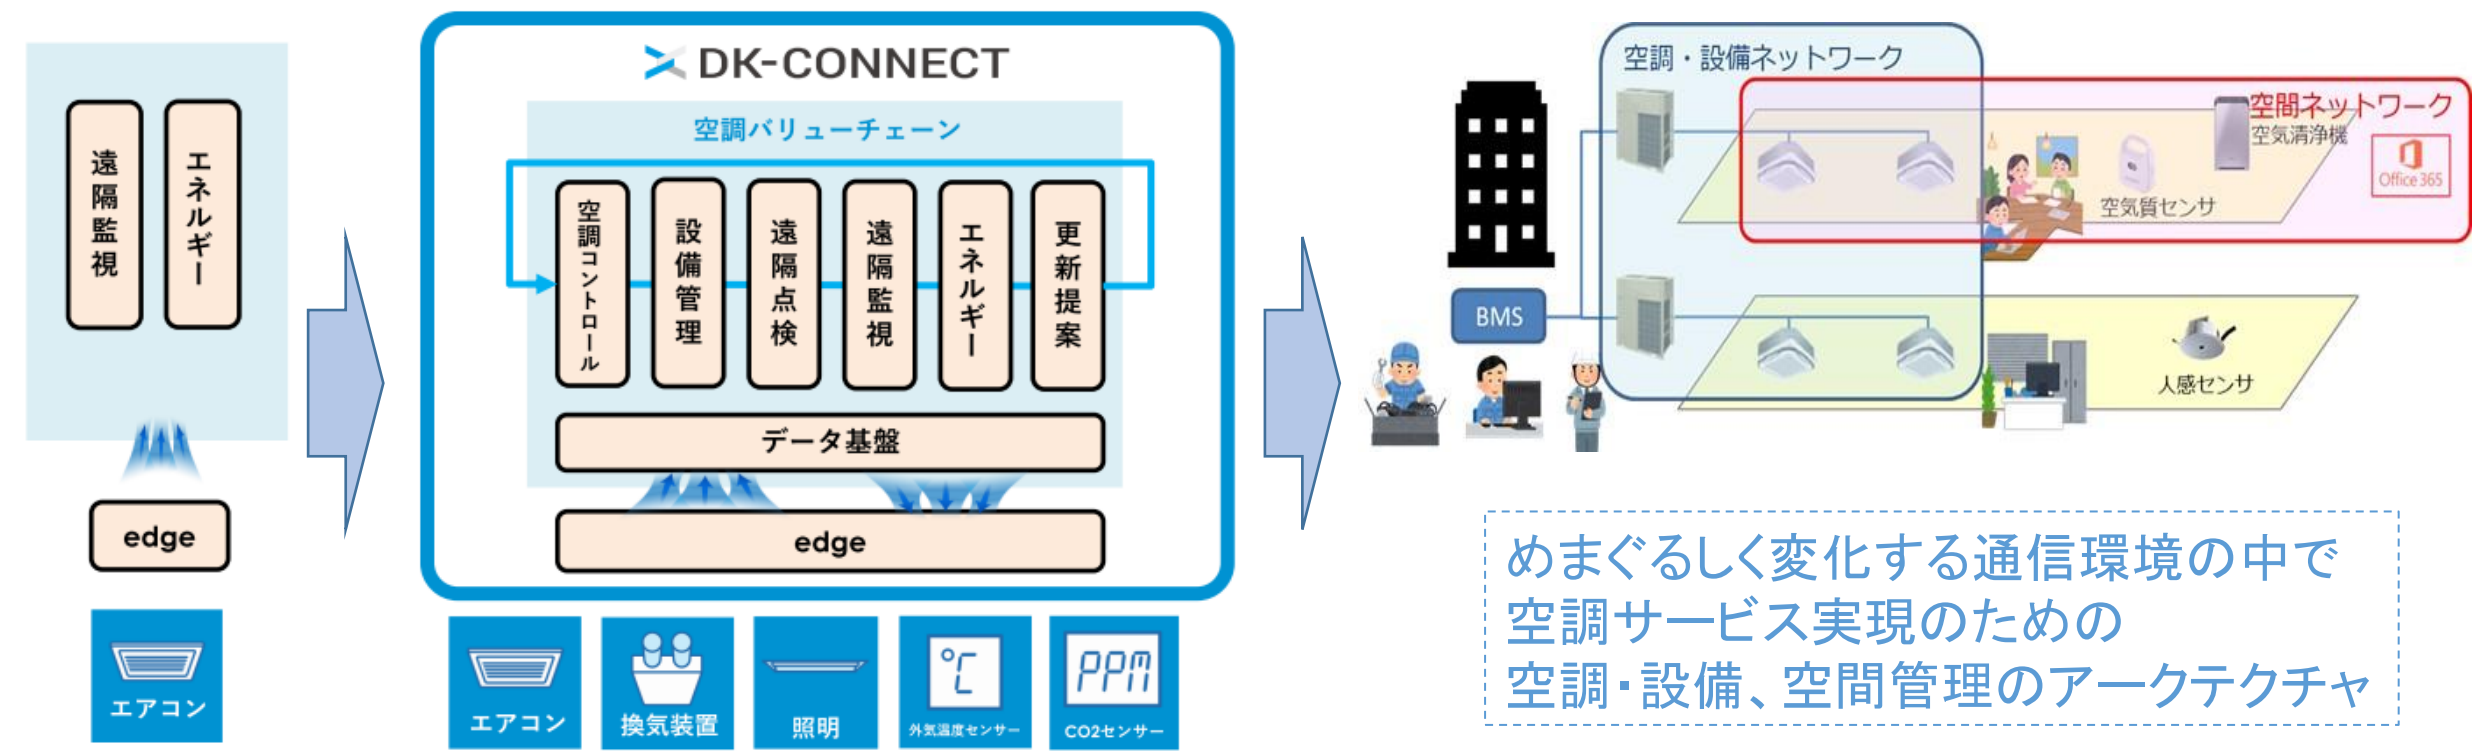 遠隔監視
エネルギー
edge
エアコン
DK-CONNECT
空調バリューチェーン
空調コントロール
設備管理
遠隔点検
遠隔監視
エネルギー
更新提案
データ基盤
edge
エアコン
換気装置
照明
℃
外気温度センサー
PPM
CO2センサー
空調・設備ネットワーク
空間ネットワーク
空気清浄機
Office 365
空気質センサ
BMS
人感センサ
めまぐるしく変化する通信環境の中で
空調サービス実現のための
空調・設備、空間管理のアークテクチャ